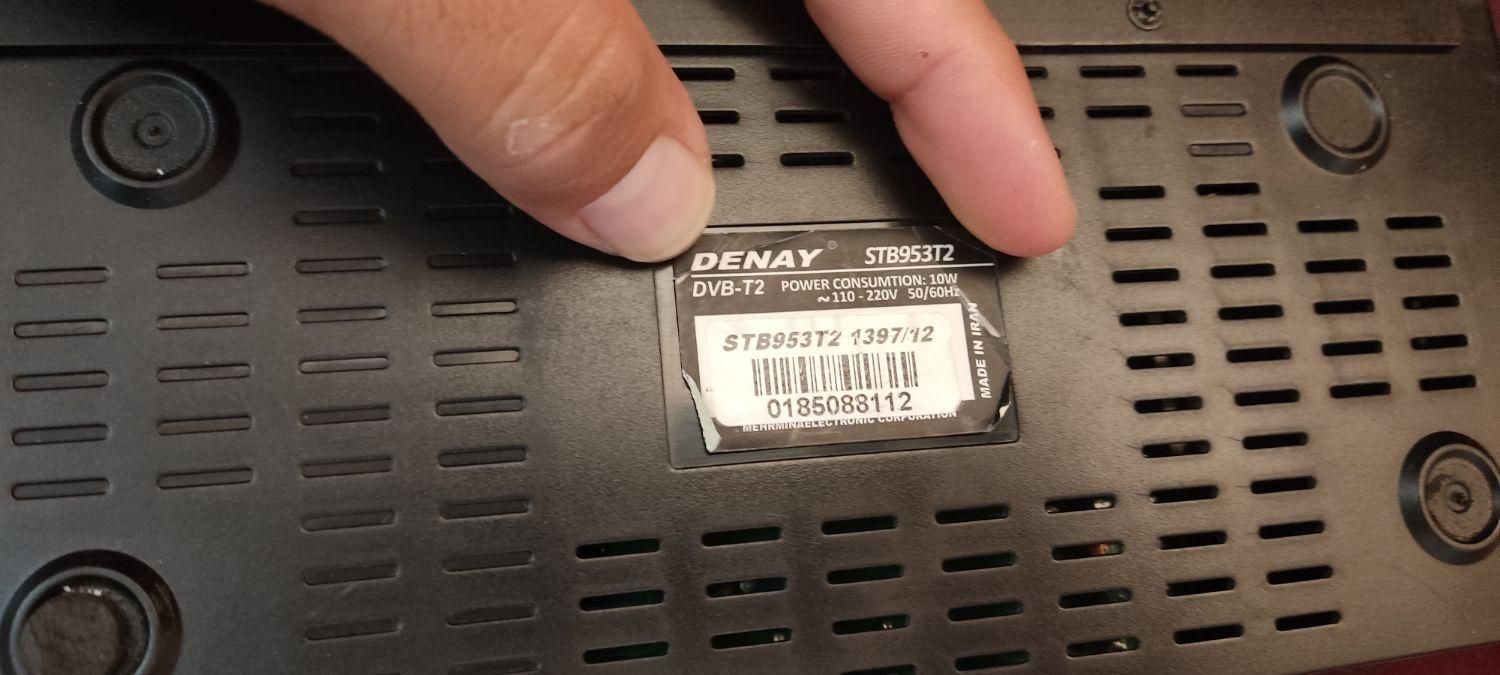 DENAY® STB953T2
DVB-T2 POWER CONSUMTION: 10W
~110 - 220V 50/60Hz
STB953T2 1397/12
0185088112
MEHRMINAELECTRONIC CORPORATION
MADE IN IRAN